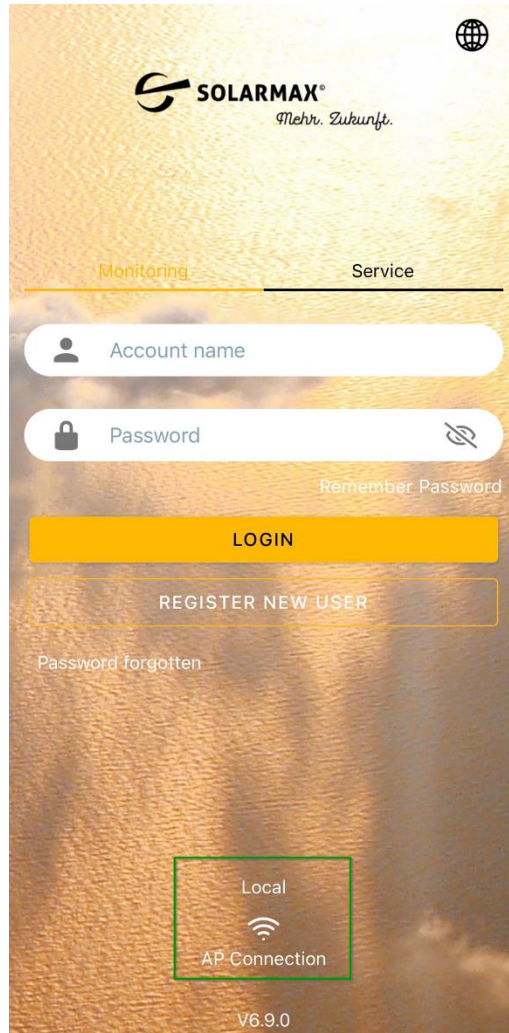 SOLARMAX®
Mehr. Zukunft.
Monitoring Service
Account name
Password
Remember Password
LOGIN
REGISTER NEW USER
Password forgotten
Local
AP Connection
V6.9.0